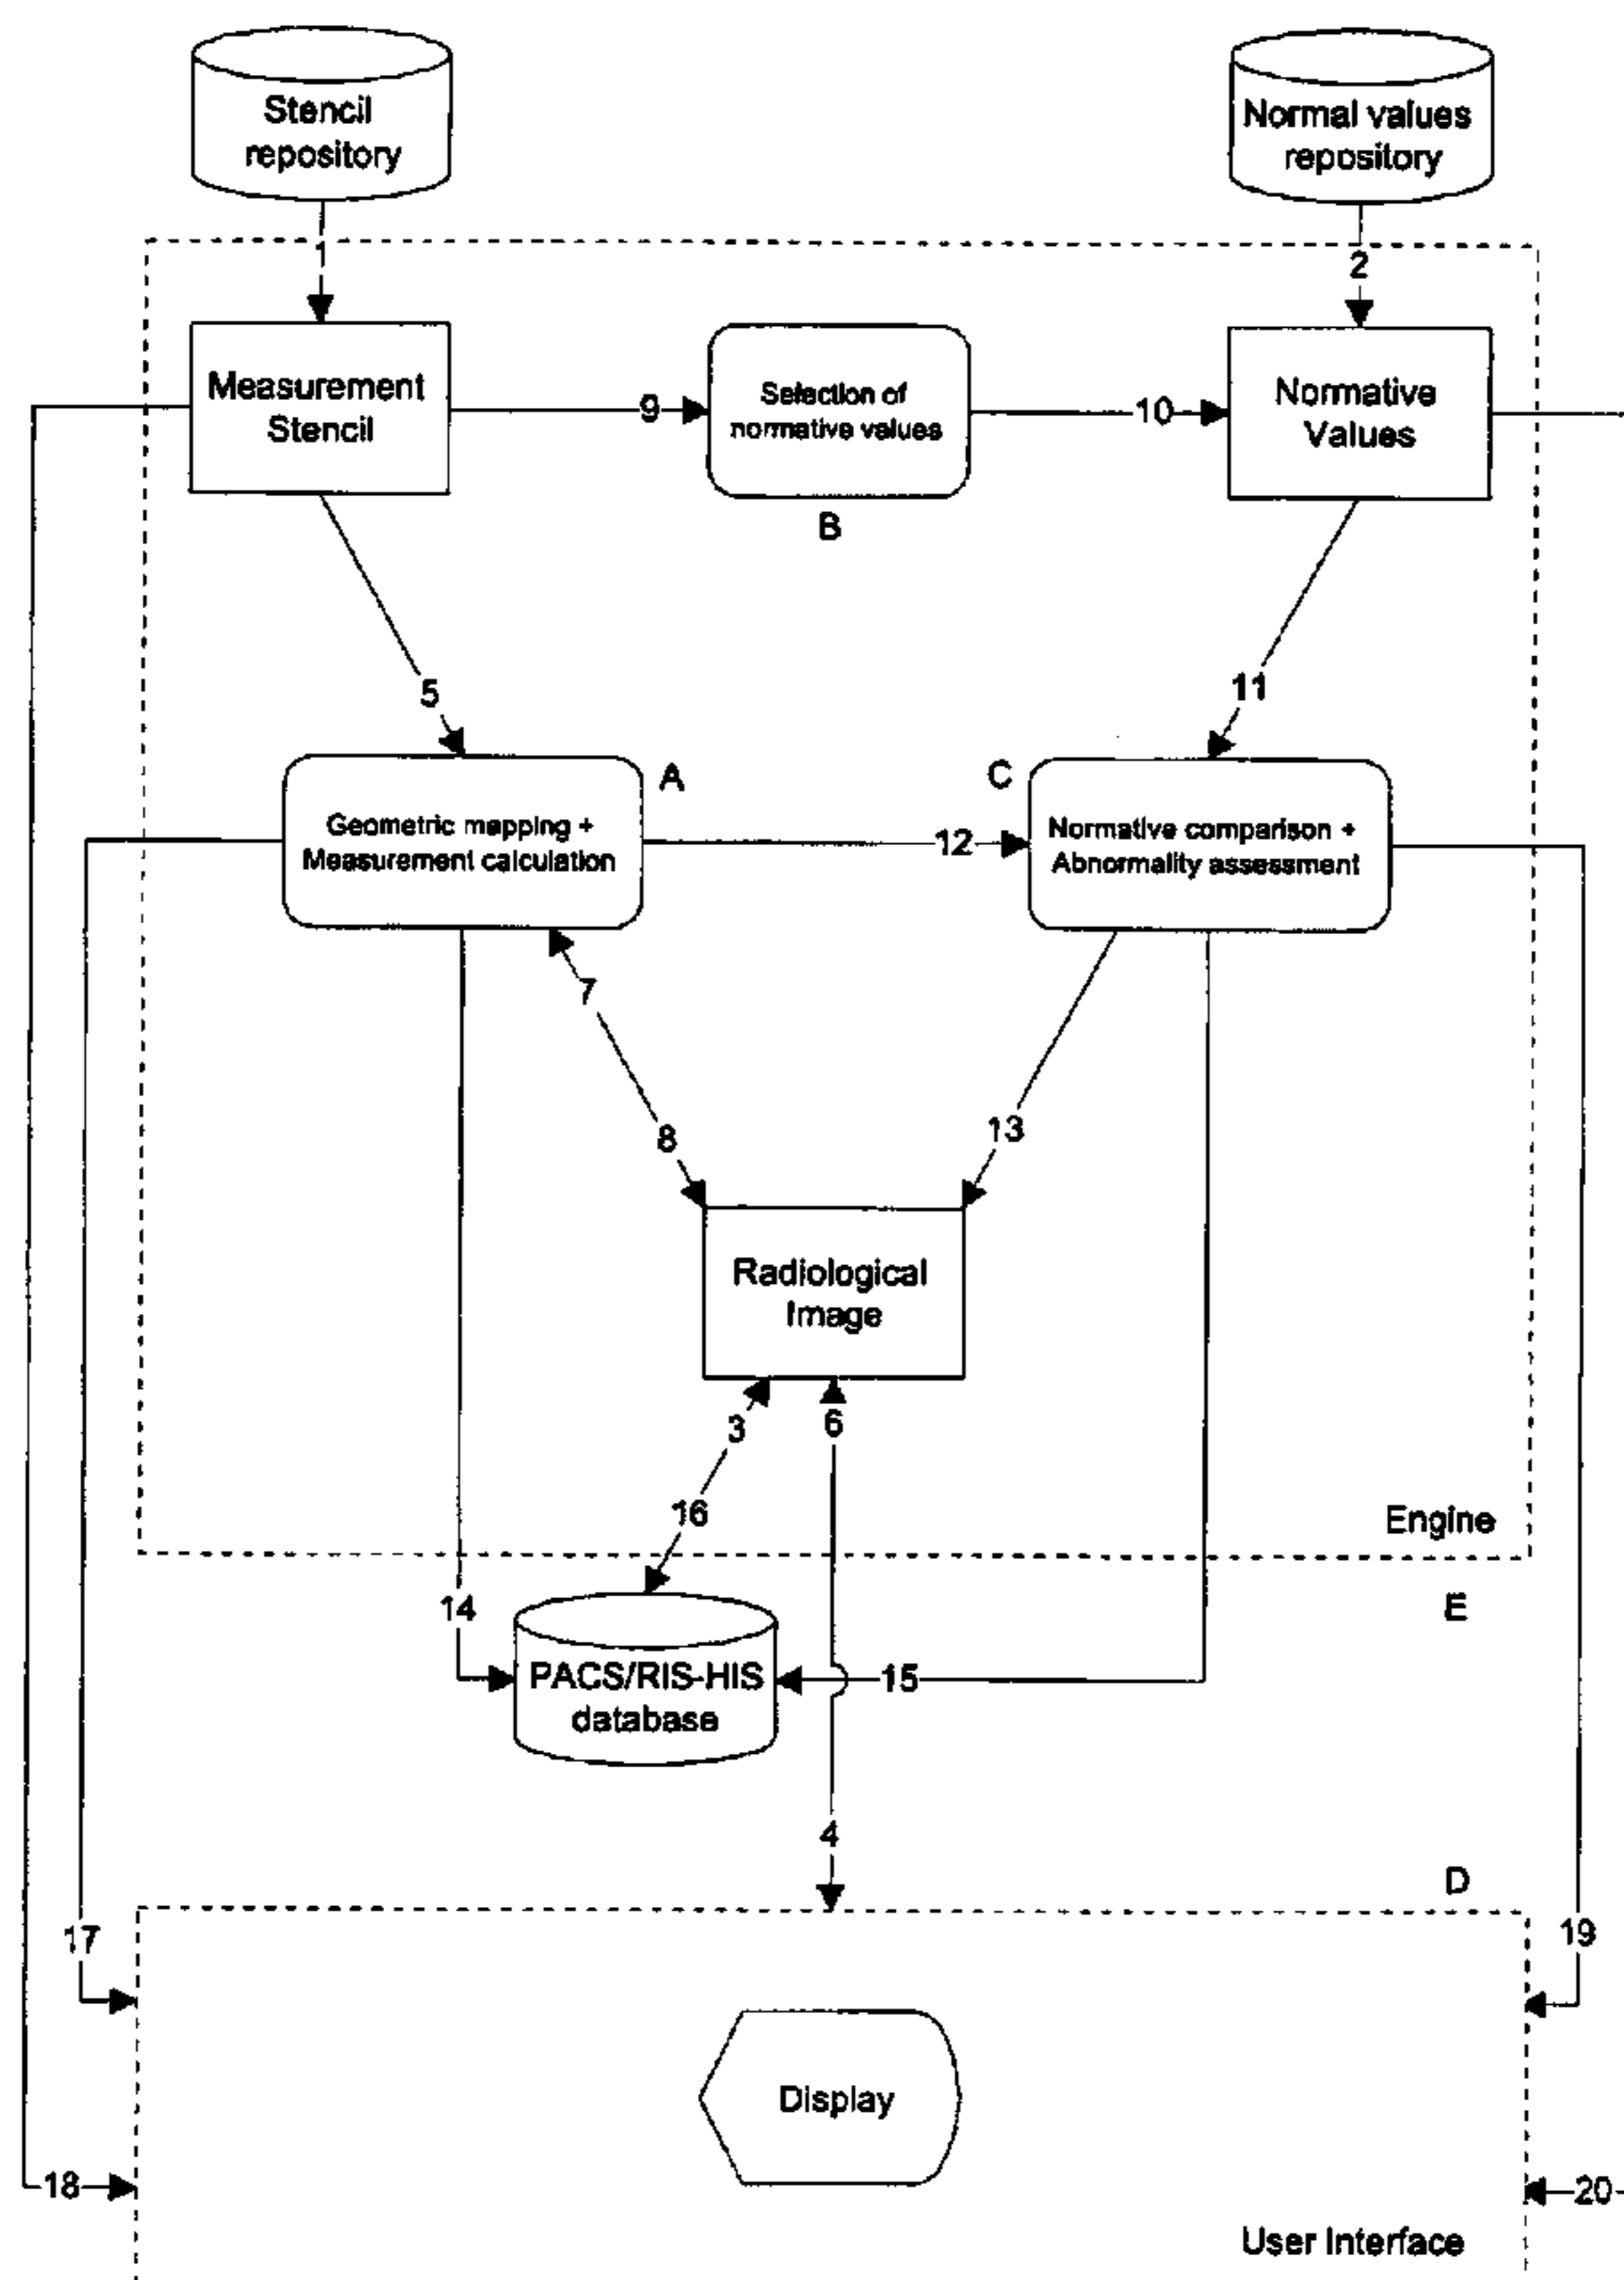 Stencil
repository
Normal values
repository
1
2
Measurement
Stencil
9
Selection of
normative values
10
Normative
Values
B
5
11
A
C
Geometric mapping +
Measurement calculation
12
Normative comparison +
Abnormality assessment
7
8
13
Radiological
Image
3
6
16
Engine
14
E
PACS/RIS-HIS
database
15
4
D
17
19
Display
18
20
User Interface